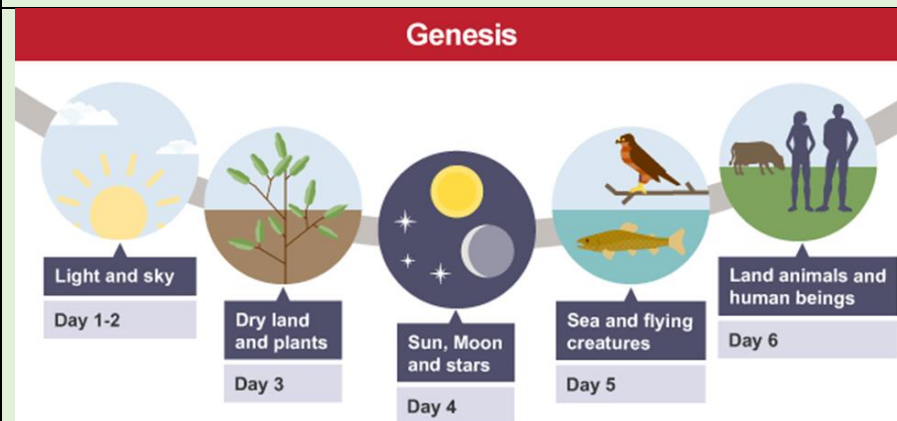 Genesis
Light and sky
Day 1-2
Dry land
and plants
Day 3
Sun, Moon
and stars
Day 4
Sea and flying
creatures
Day 5
Land animals and
human beings
Day 6